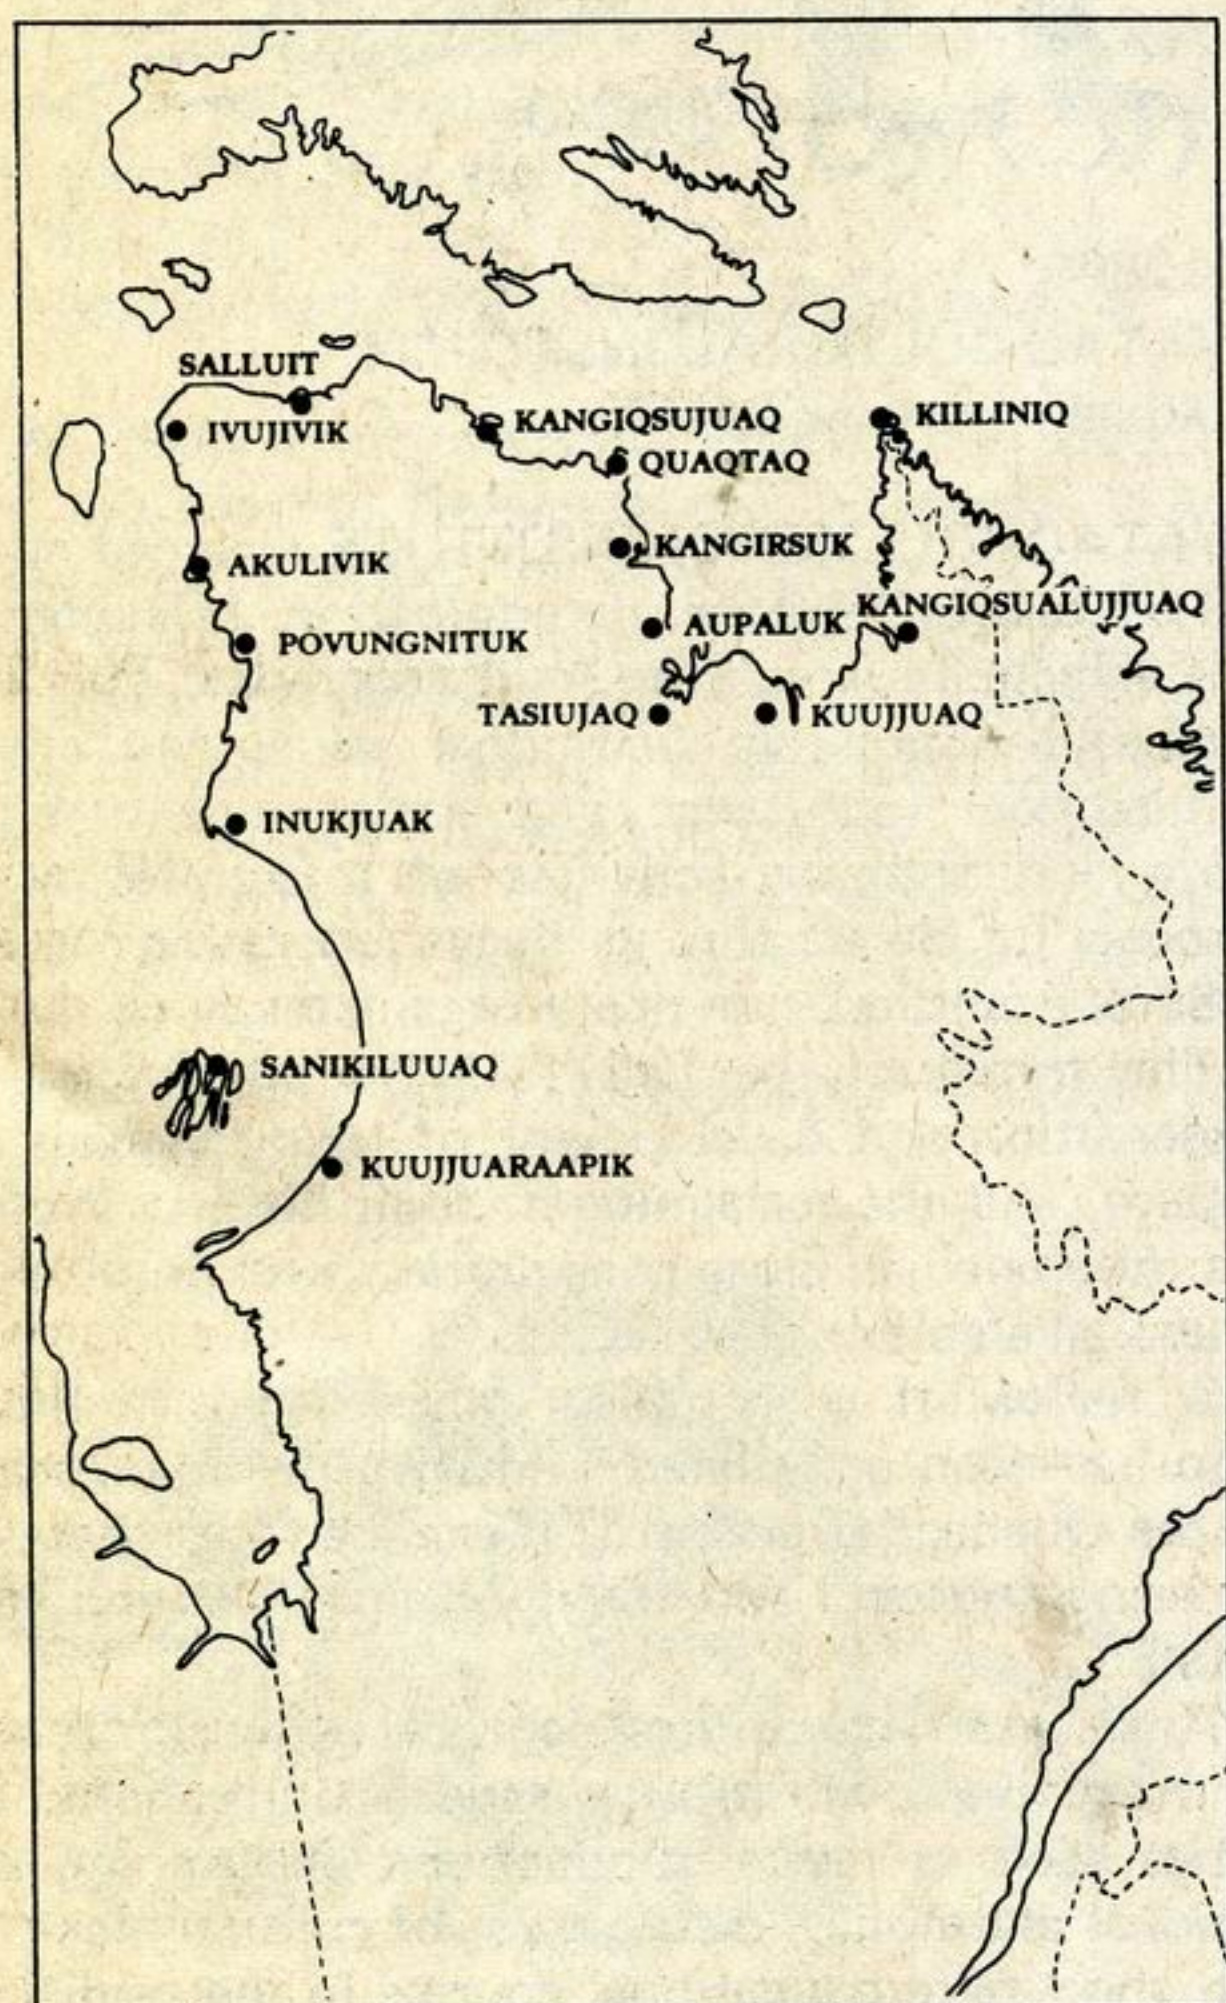 SALLUIT
IVUJIVIK
KANGIQSUJUAQ
KILLINIQ
QUAQTAQ
KANGIRSUK
AKULIVIK
KANGIQSUALUJJUAQ
AUPALUK
POVUNGNITUK
TASIUJAQ
KUUJJUAQ
INUKJUAK
SANIKILUUAQ
KUUJJUARAAPIK